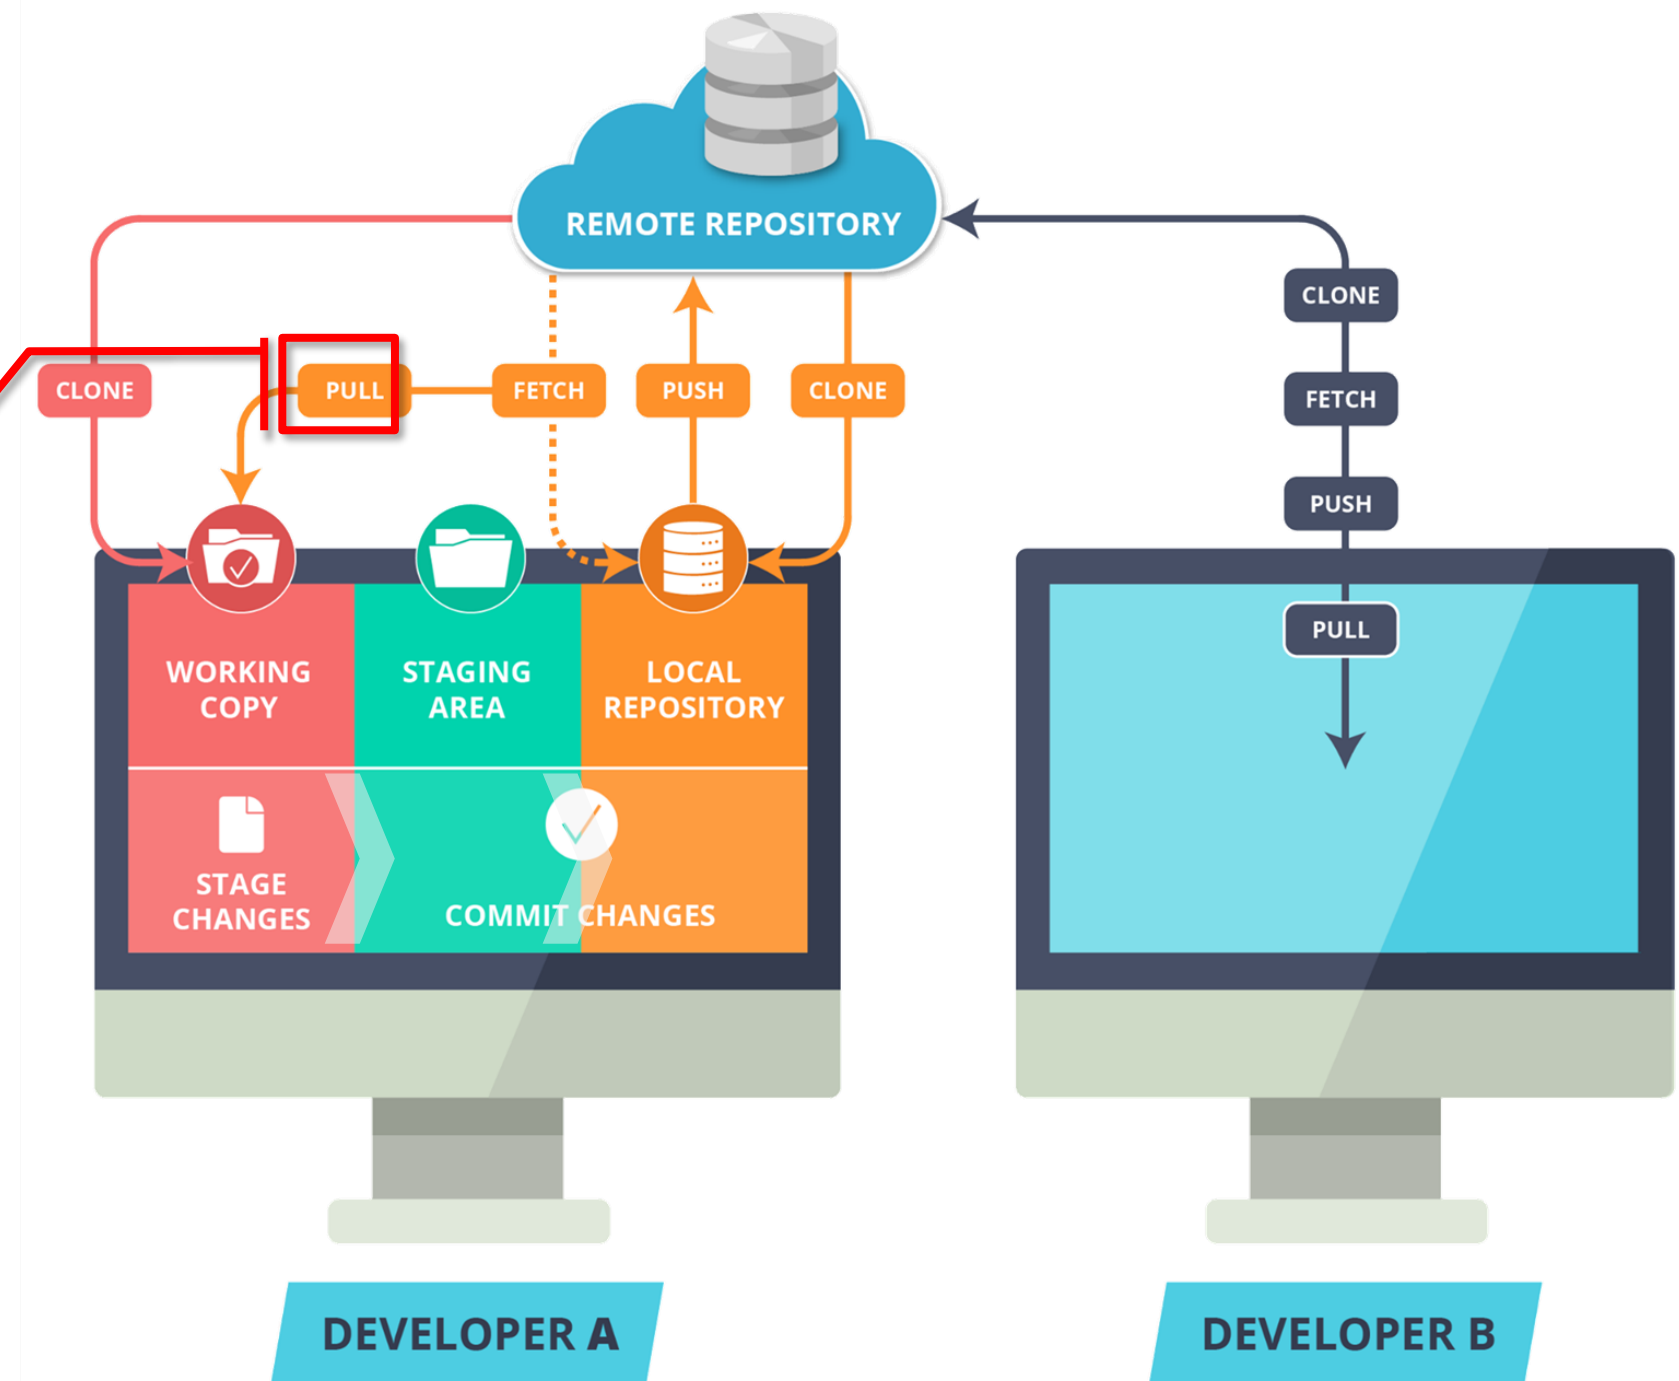 REMOTE REPOSITORY
CLONE
PULL
FETCH
PUSH
CLONE
CLONE
FETCH
PUSH
PULL
WORKING
COPY
STAGING
AREA
LOCAL
REPOSITORY
STAGE
CHANGES
COMMIT CHANGES
DEVELOPER A
DEVELOPER B